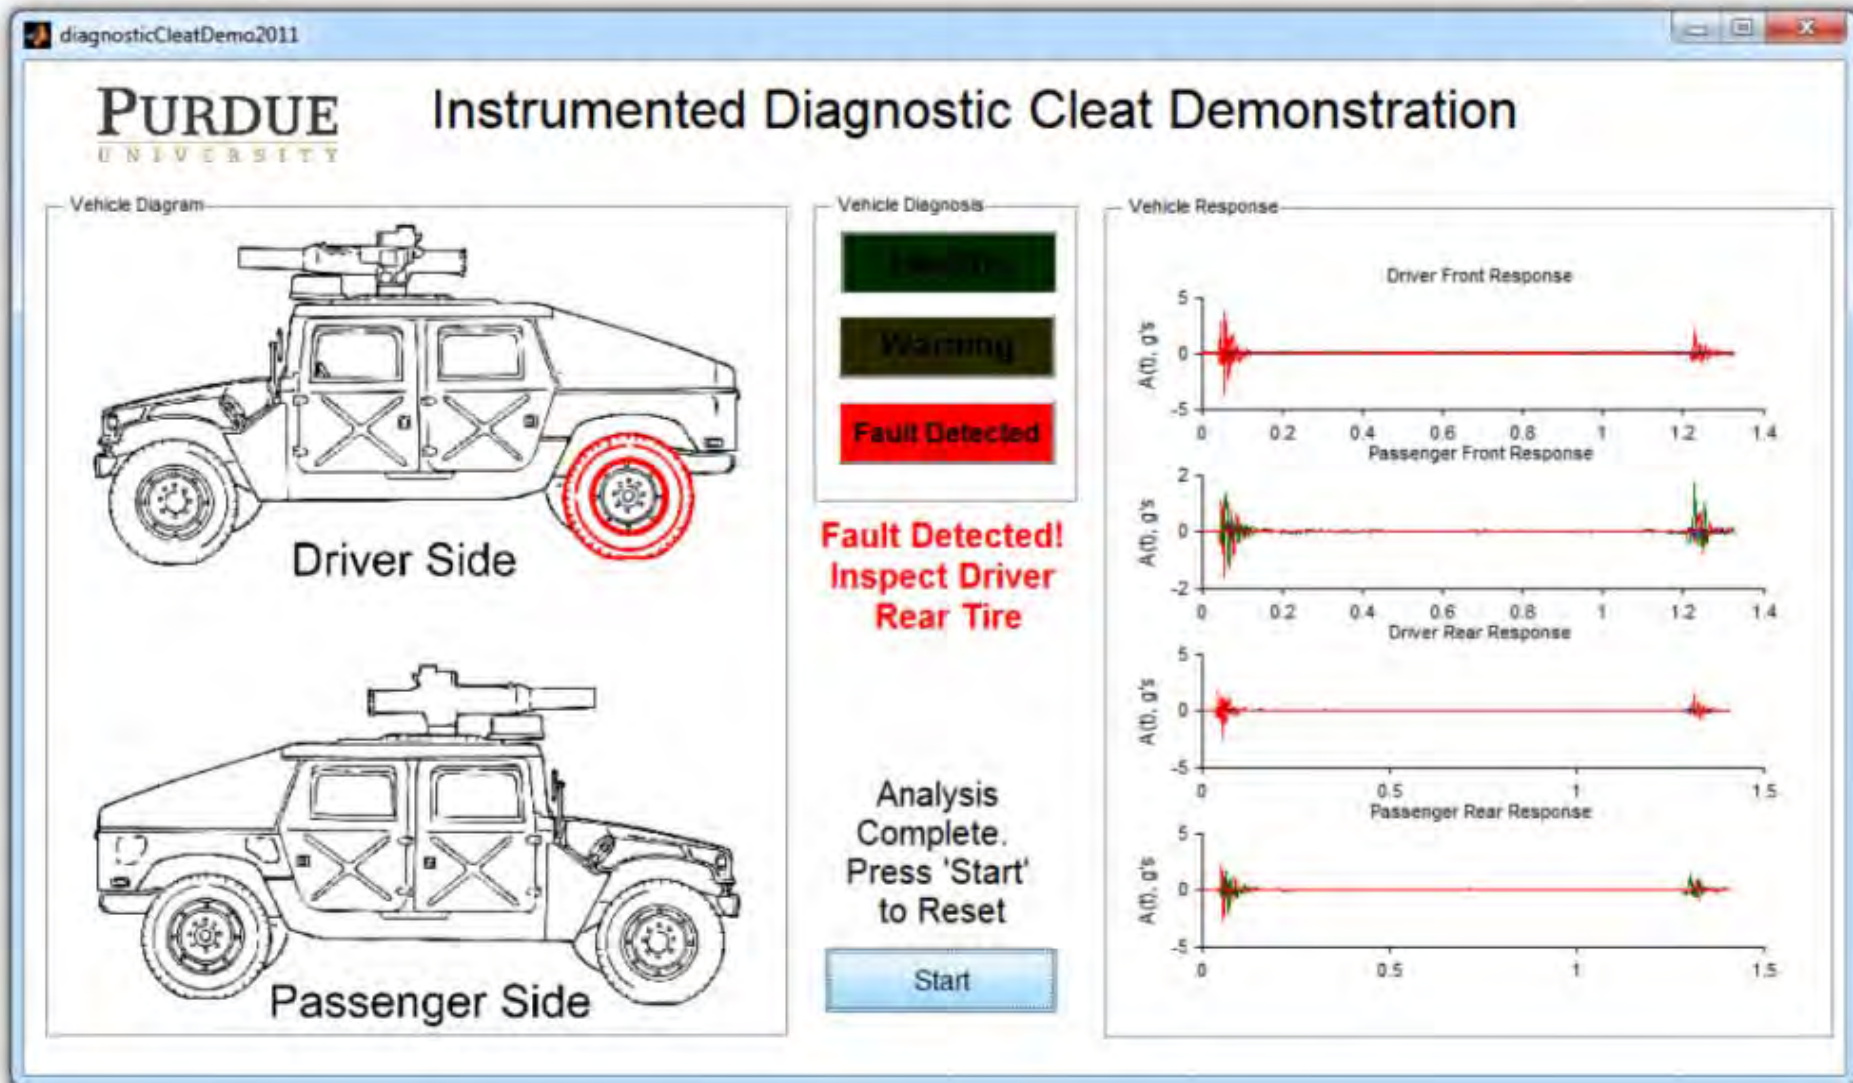 diagnosticCleatDemo2011
PURDUE
UNIVERSITY
Instrumented Diagnostic Cleat Demonstration
Vehicle Diagram
Driver Side
Passenger Side
Vehicle Diagnosis
Warning
Fault Detected
Fault Detected!
Inspect Driver
Rear Tire
Analysis
Complete.
Press 'Start'
to Reset
Start
Vehicle Response
Driver Front Response
A(t), g's
5
0
-5
0 0.2 0.4 0.6 0.8 1 1.2 1.4
Passenger Front Response
A(t), g's
2
0
-2
0 0.2 0.4 0.6 0.8 1 1.2 1.4
Driver Rear Response
A(t), g's
5
0
-5
0 0.5 1 1.5
Passenger Rear Response
A(t), g's
5
0
-5
0 0.5 1 1.5